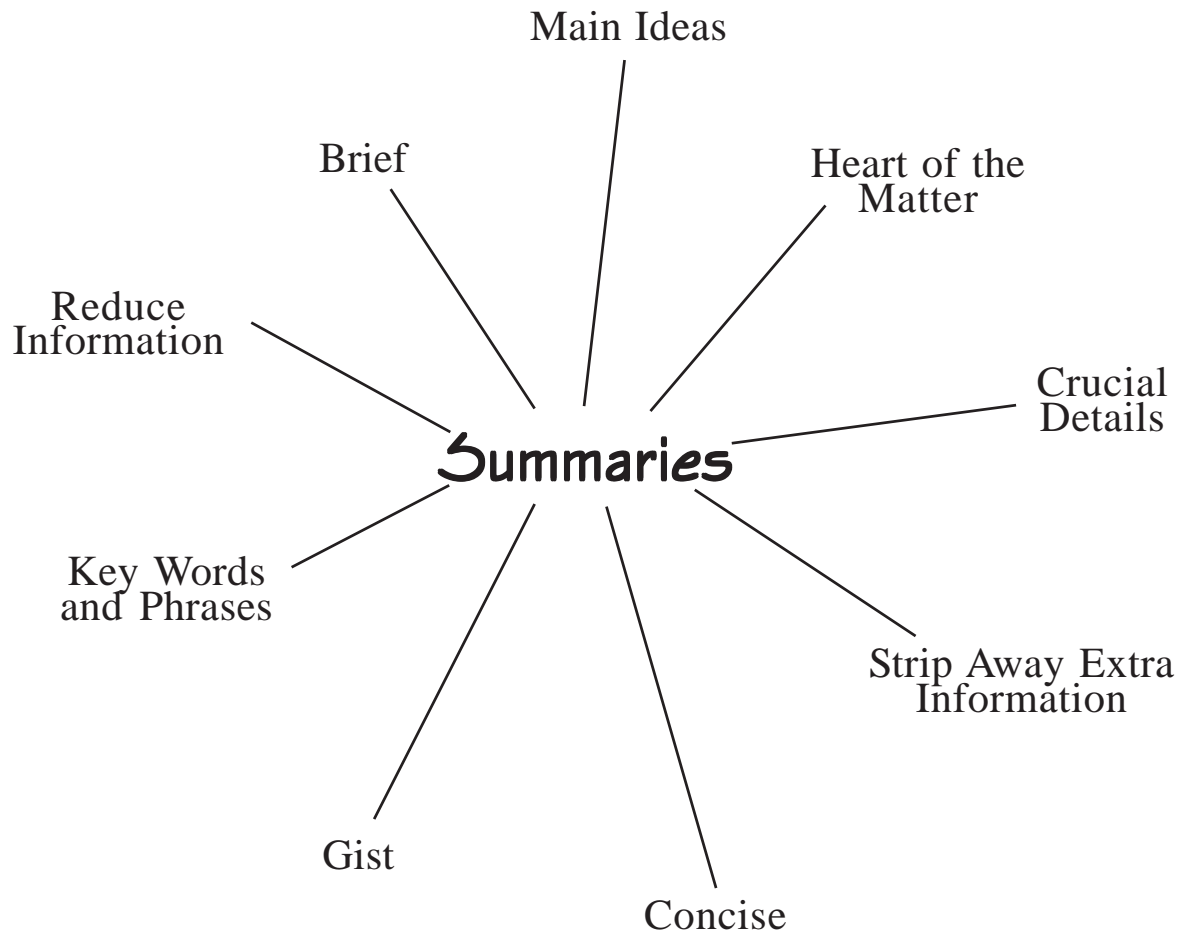 Main Ideas
Brief
Heart of the
Matter
Reduce
Information
Crucial
Details
Summaries
Key Words
and Phrases
Strip Away Extra
Information
Gist
Concise